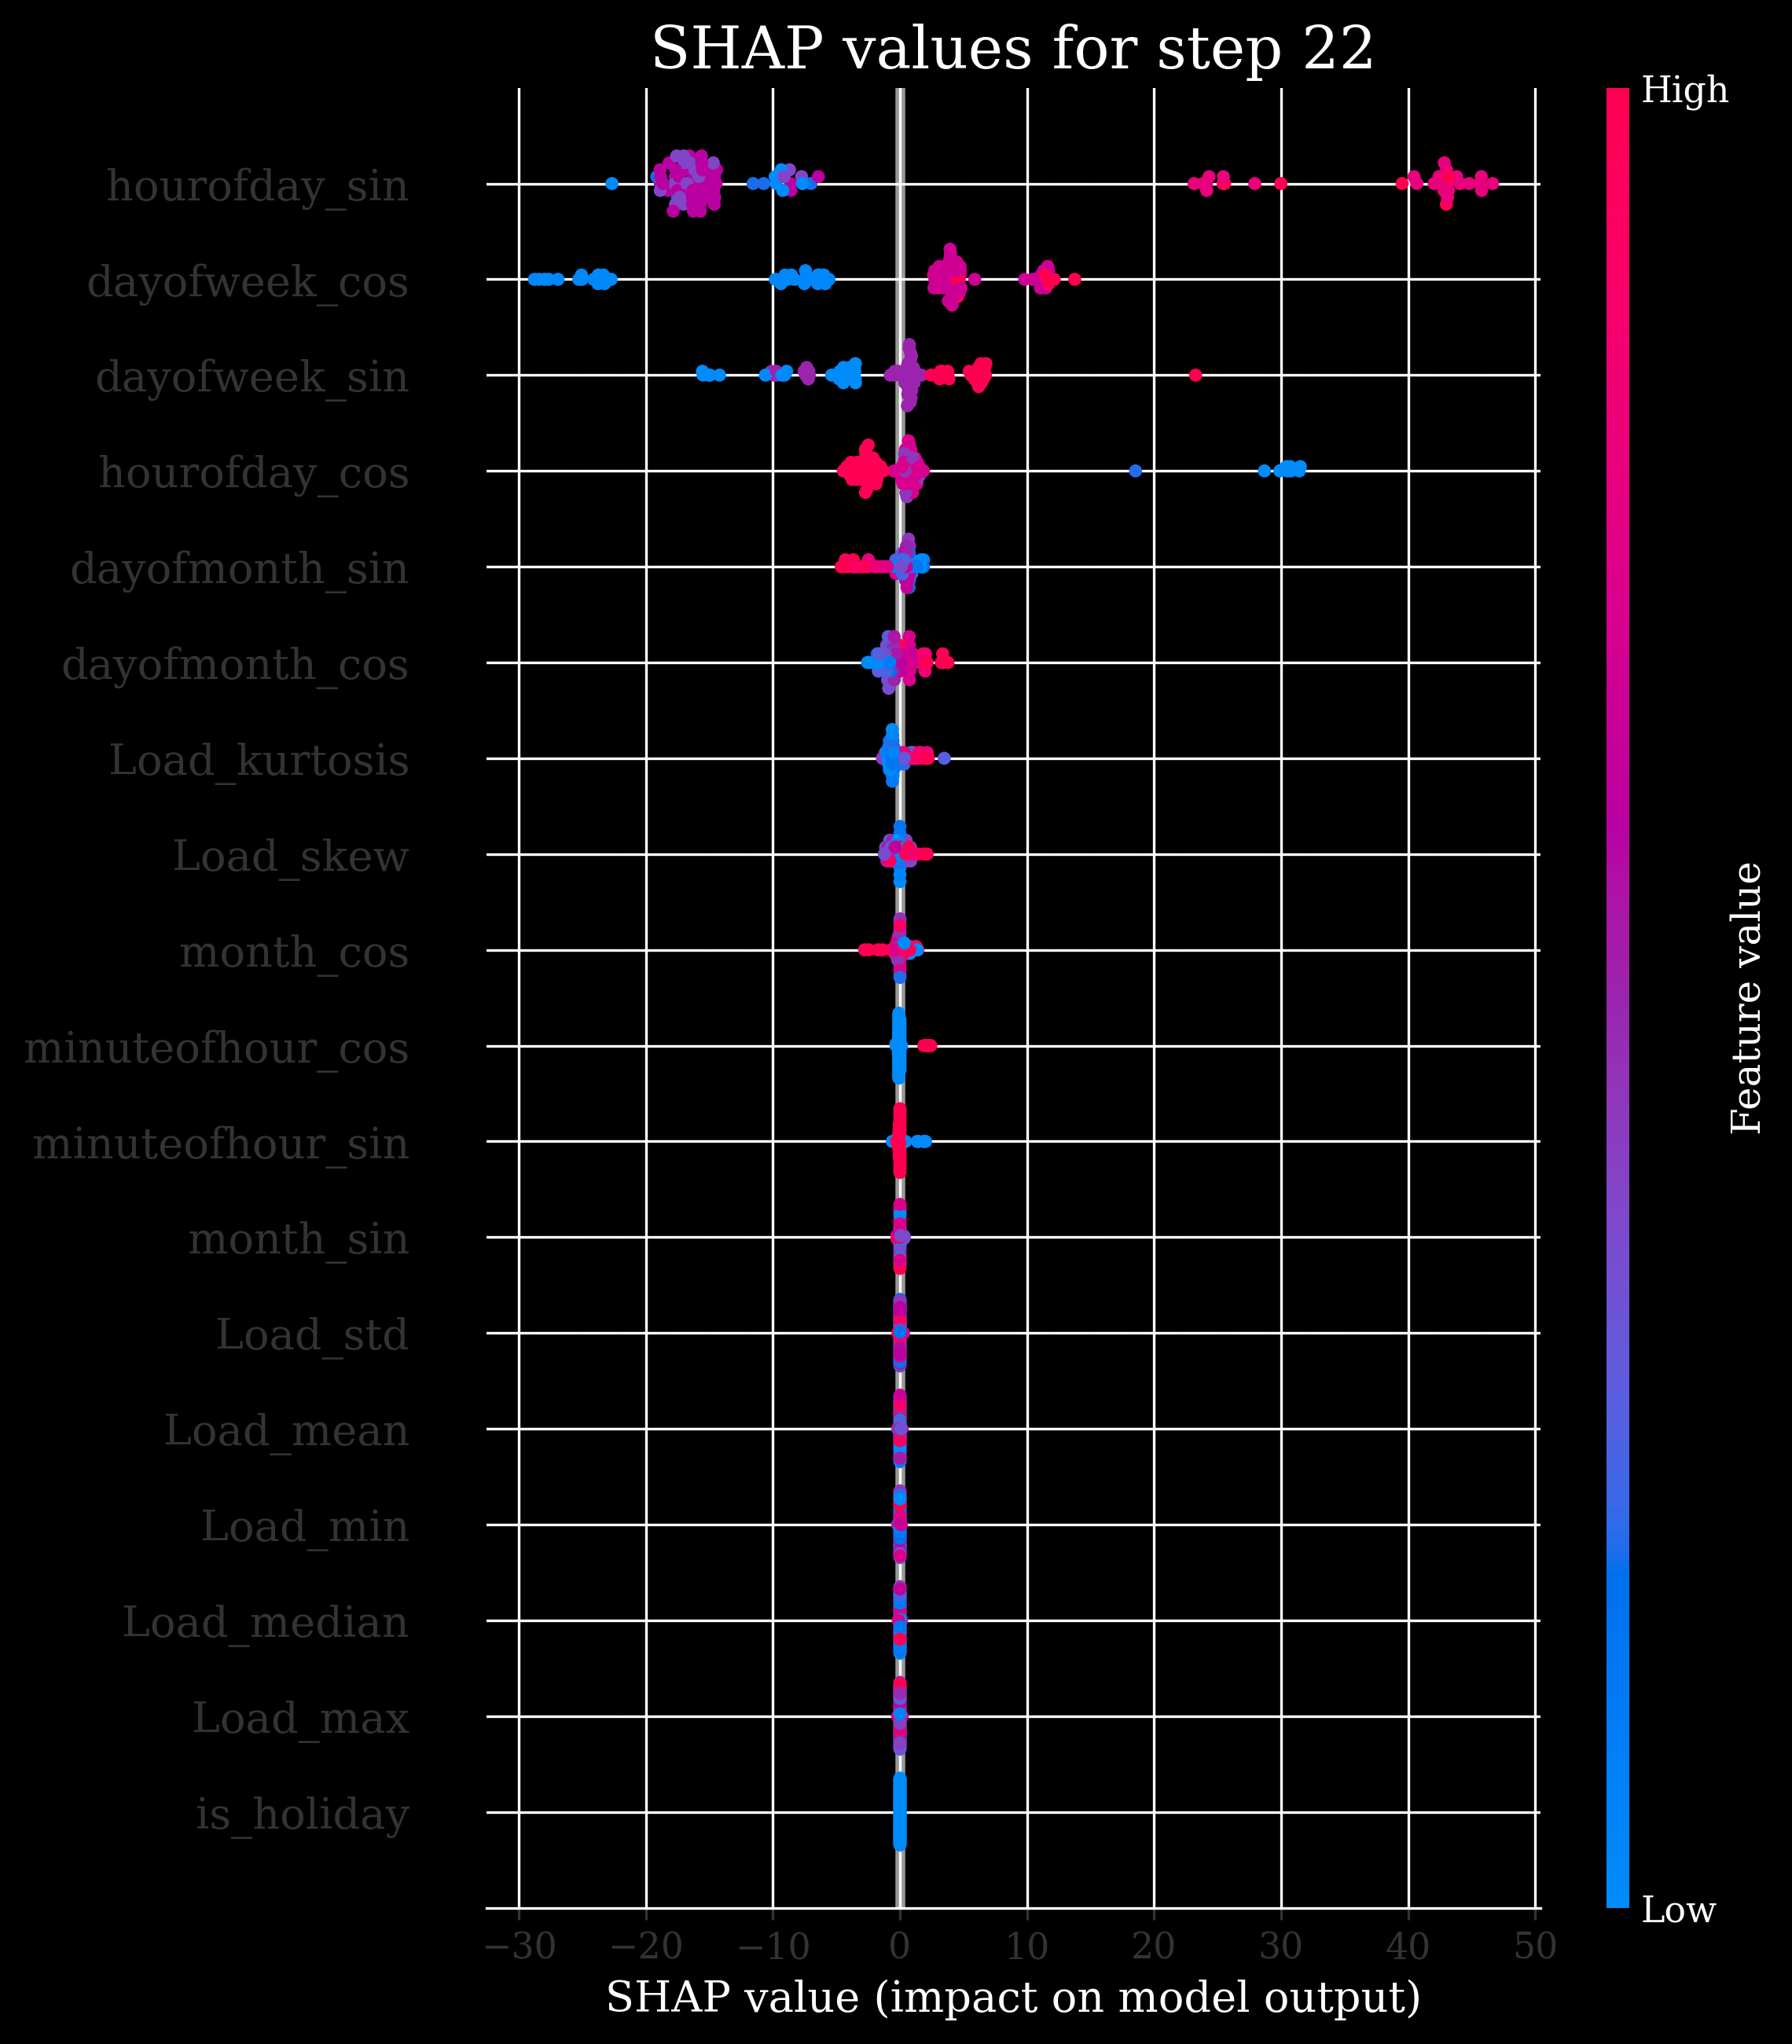 SHAP values for step 22
High
hourofday_sin
dayofweek_cos
dayofweek_sin
hourofday_cos
dayofmonth_sin
dayofmonth_cos
Load_kurtosis
Load_skew
month_cos
minuteofhour_cos
minuteofhour_sin
month_sin
Load_std
Load_mean
Load_min
Load_median
Load_max
is_holiday
Feature value
Low
−30 −20 −10 0 10 20 30 40 50
SHAP value (impact on model output)